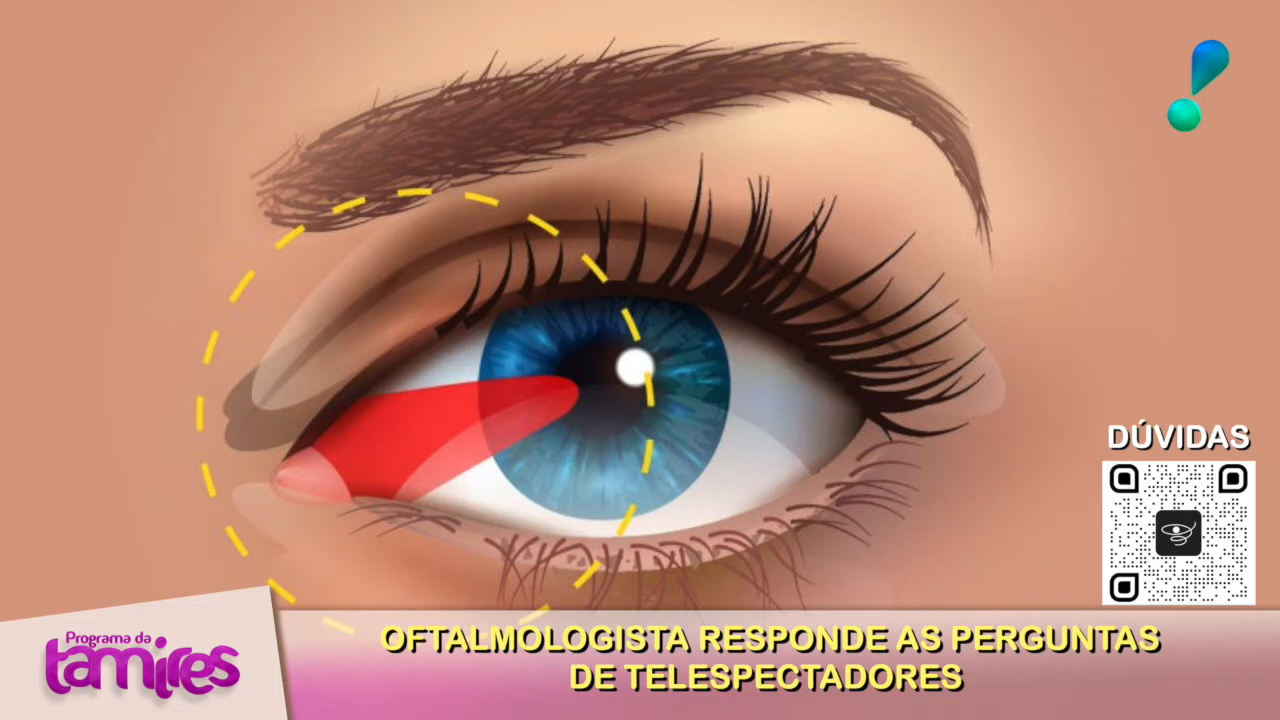 DÚVIDAS
Programa da
tamires
OFTALMOLOGISTA RESPONDE AS PERGUNTAS
DE TELESPECTADORES